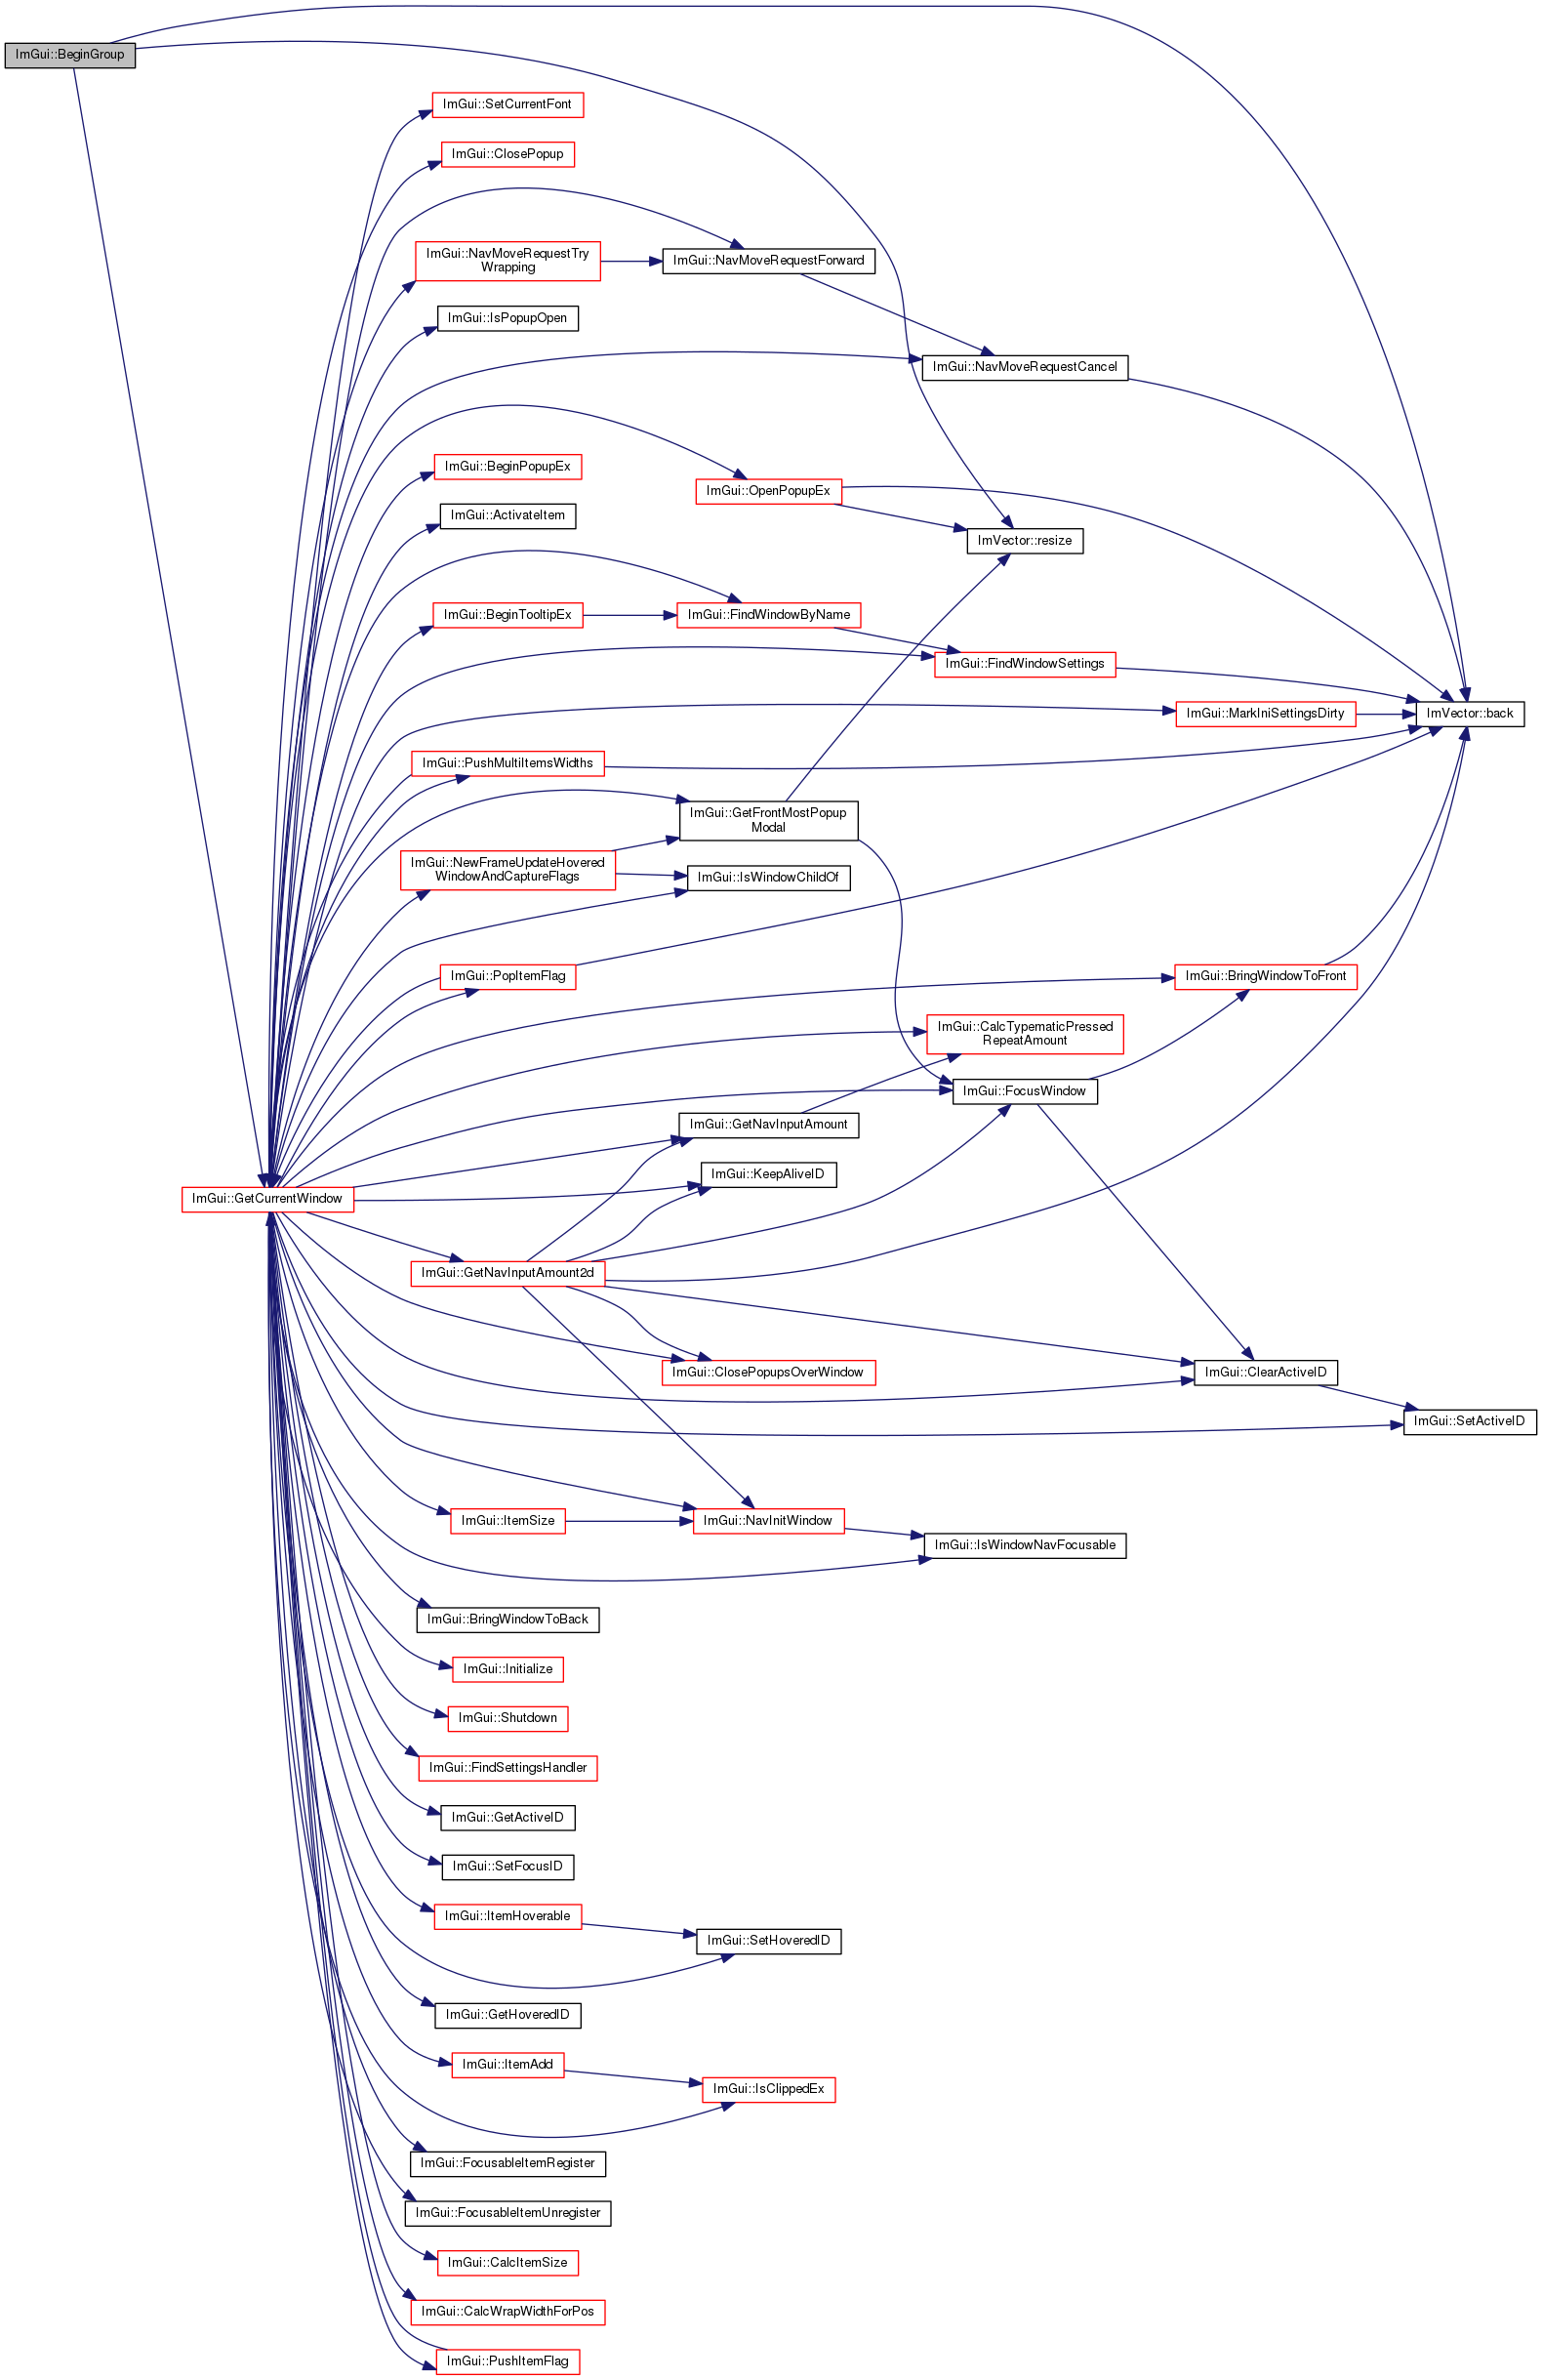 ImGui::BeginGroup
ImGui::SetCurrentFont
ImGui::ClosePopup
ImGui::NavMoveRequestTry
Wrapping
ImGui::NavMoveRequestForward
ImGui::IsPopupOpen
ImGui::NavMoveRequestCancel
ImGui::BeginPopupEx
ImGui::OpenPopupEx
ImGui::ActivateItem
ImVector::resize
ImGui::BeginTooltipEx
ImGui::FindWindowByName
ImGui::FindWindowSettings
ImGui::MarkIniSettingsDirty
ImVector::back
ImGui::PushMultiItemsWidths
ImGui::GetFrontMostPopup
Modal
ImGui::NewFrameUpdateHovered
WindowAndCaptureFlags
ImGui::IsWindowChildOf
ImGui::PopItemFlag
ImGui::BringWindowToFront
ImGui::CalcTypematicPressed
RepeatAmount
ImGui::FocusWindow
ImGui::GetNavInputAmount
ImGui::KeepAliveID
ImGui::GetCurrentWindow
ImGui::GetNavInputAmount2d
ImGui::ClosePopupsOverWindow
ImGui::ClearActiveID
ImGui::SetActiveID
ImGui::ItemSize
ImGui::NavInitWindow
ImGui::IsWindowNavFocusable
ImGui::BringWindowToBack
ImGui::Initialize
ImGui::Shutdown
ImGui::FindSettingsHandler
ImGui::GetActiveID
ImGui::SetFocusID
ImGui::ItemHoverable
ImGui::SetHoveredID
ImGui::GetHoveredID
ImGui::ItemAdd
ImGui::IsClippedEx
ImGui::FocusableItemRegister
ImGui::FocusableItemUnregister
ImGui::CalcItemSize
ImGui::CalcWrapWidthForPos
ImGui::PushItemFlag